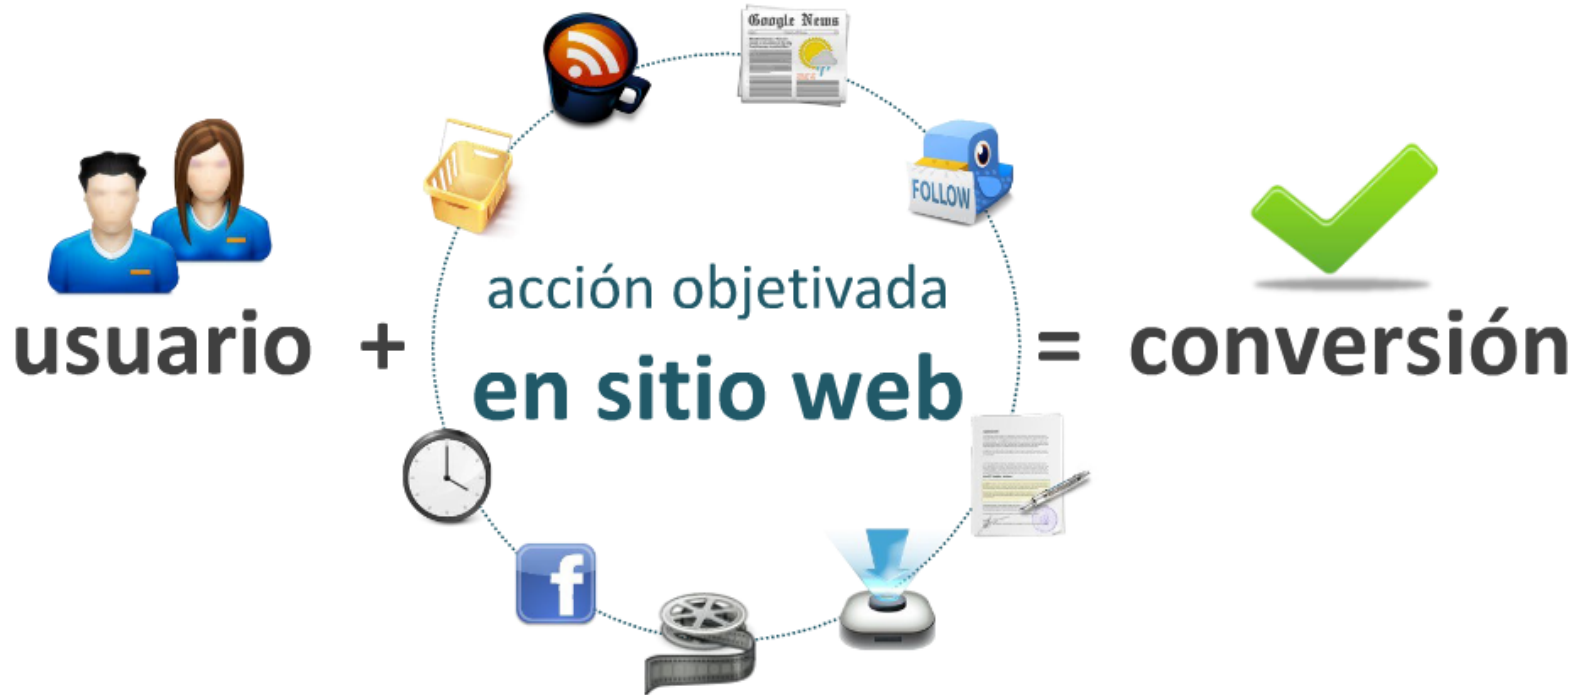 Google News
FOLLOW
acción objetivada
usuario + en sitio web = conversión
f